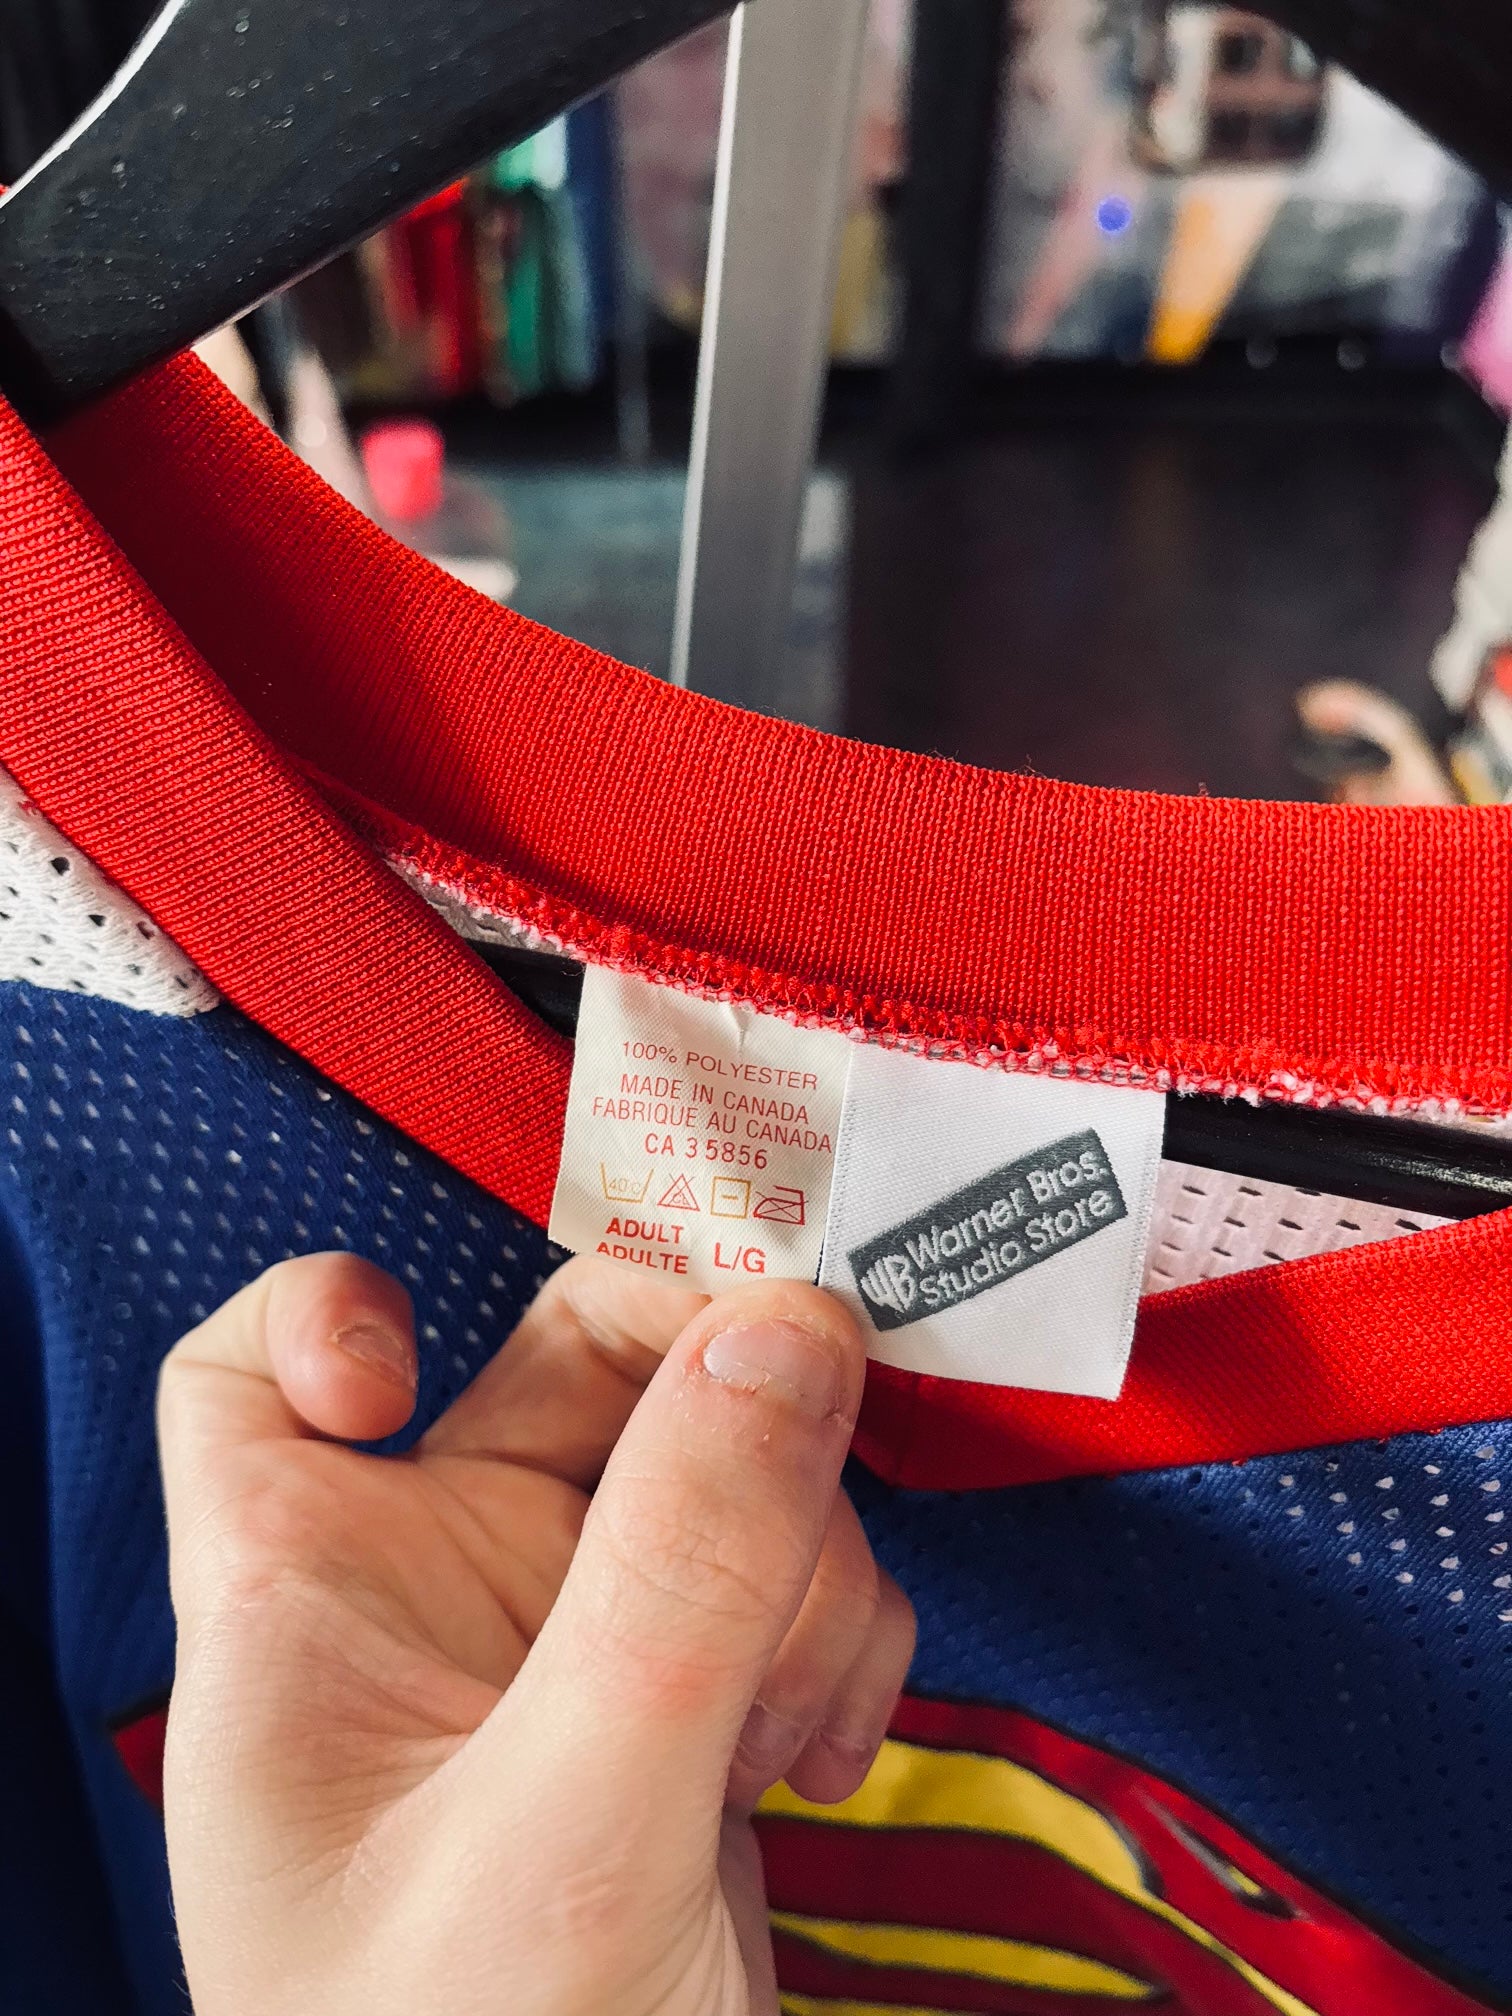 100% POLYESTER
MADE IN CANADA
FABRIQUE AU CANADA
CA 35856
40°C
ADULT
ADULTE L/G
WB Warner Bros.
Studio Store